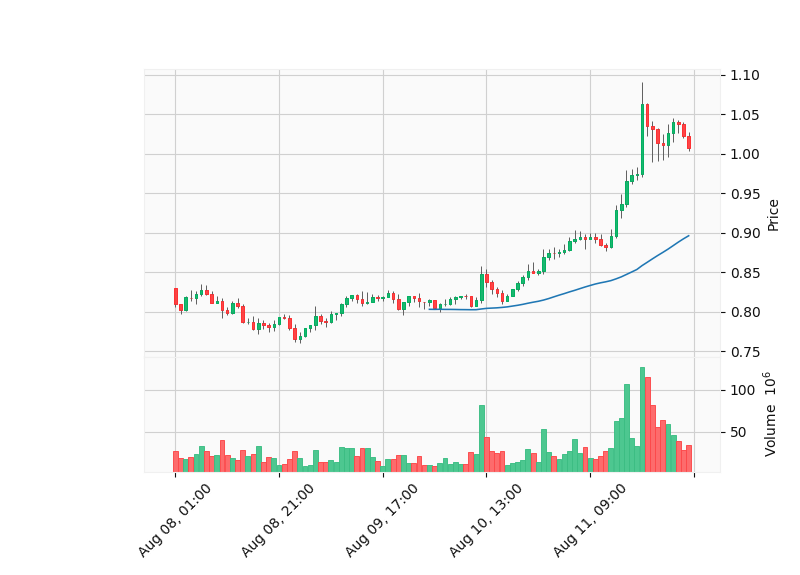 1.10
1.05
1.00
0.95
0.90
0.85
0.80
0.75
Price
100
50
Volume 10^6
Aug 08, 01:00
Aug 08, 21:00
Aug 09, 17:00
Aug 10, 13:00
Aug 11, 09:00